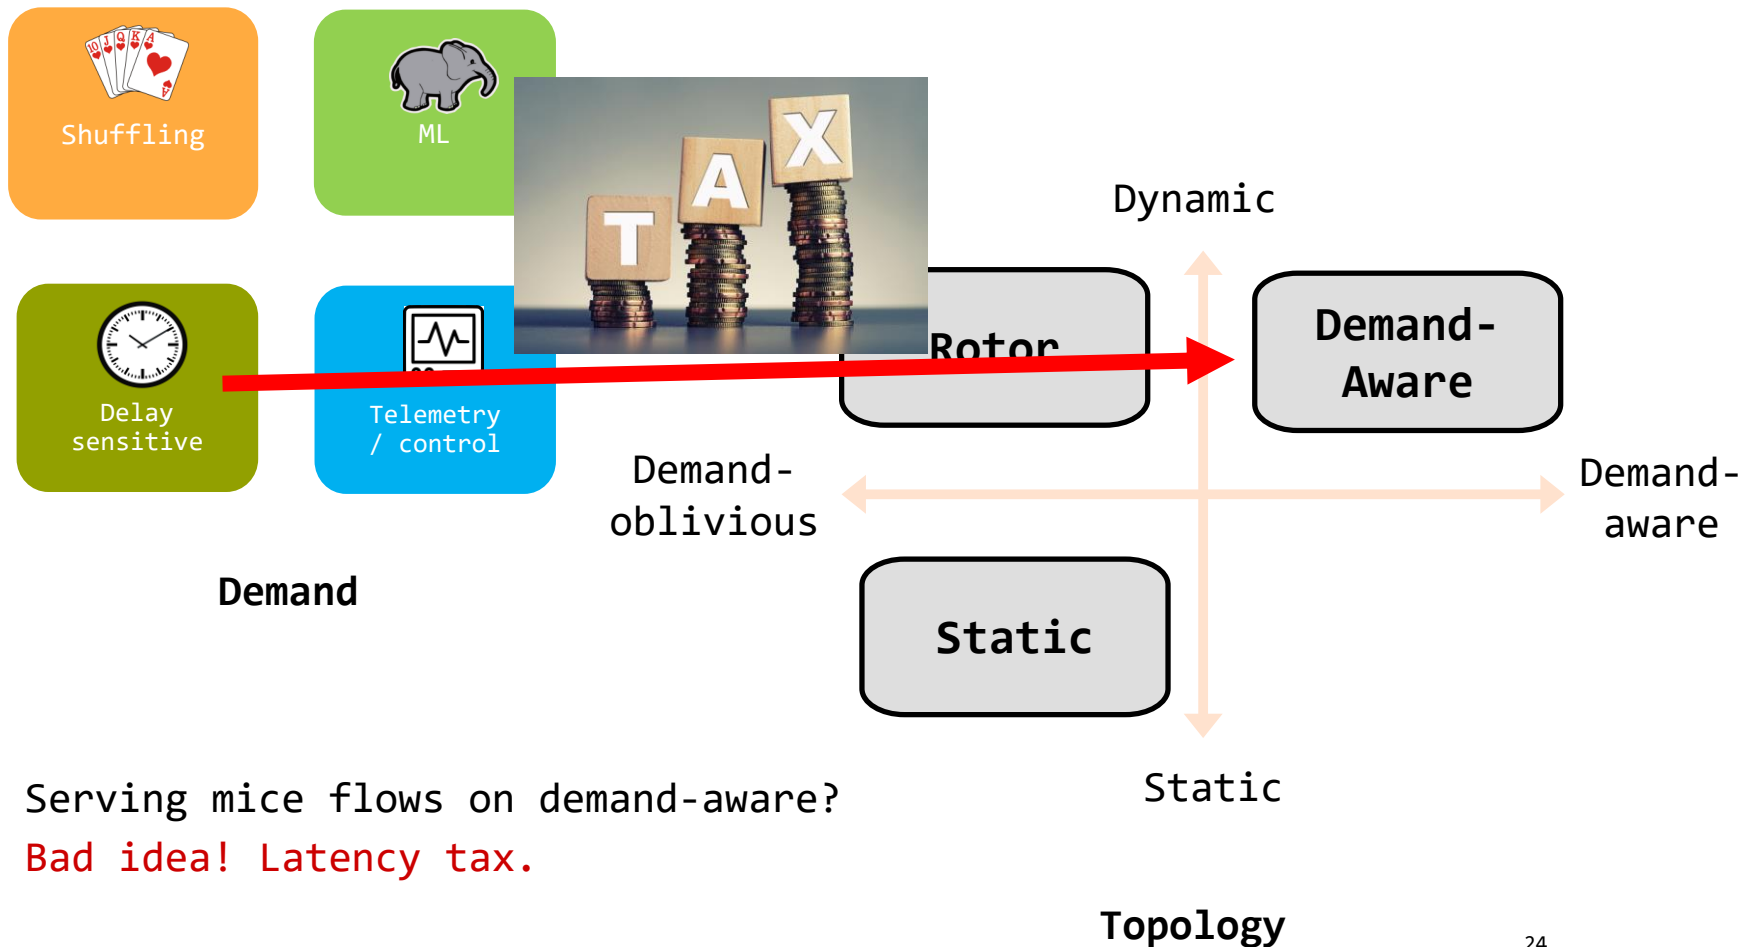 10 J Q K A
A
Shuffling
ML
T A X
Dynamic
Rotor
Demand-
Aware
Delay
sensitive
Telemetry
/ control
Demand-
oblivious
Demand-
aware
Demand
Static
Static
Serving mice flows on demand-aware?
Bad idea! Latency tax.
Topology
24